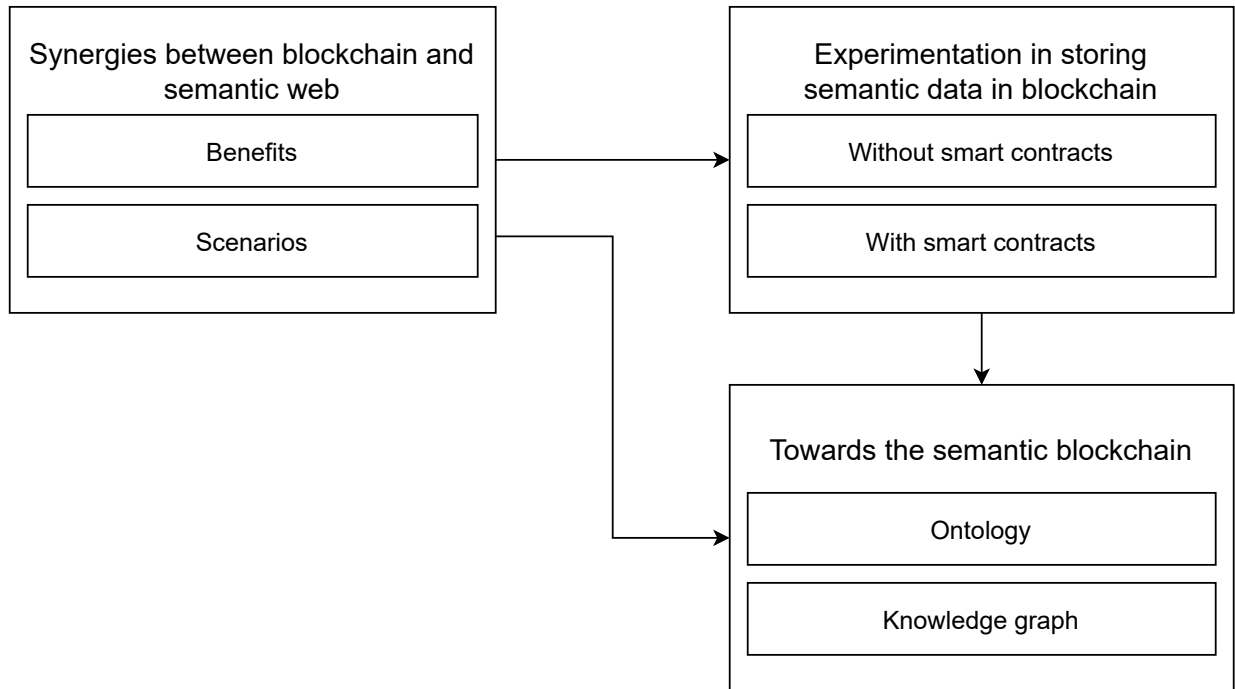 Synergies between blockchain and
semantic web
Benefits
Scenarios
Experimentation in storing
semantic data in blockchain
Without smart contracts
With smart contracts
Towards the semantic blockchain
Ontology
Knowledge graph